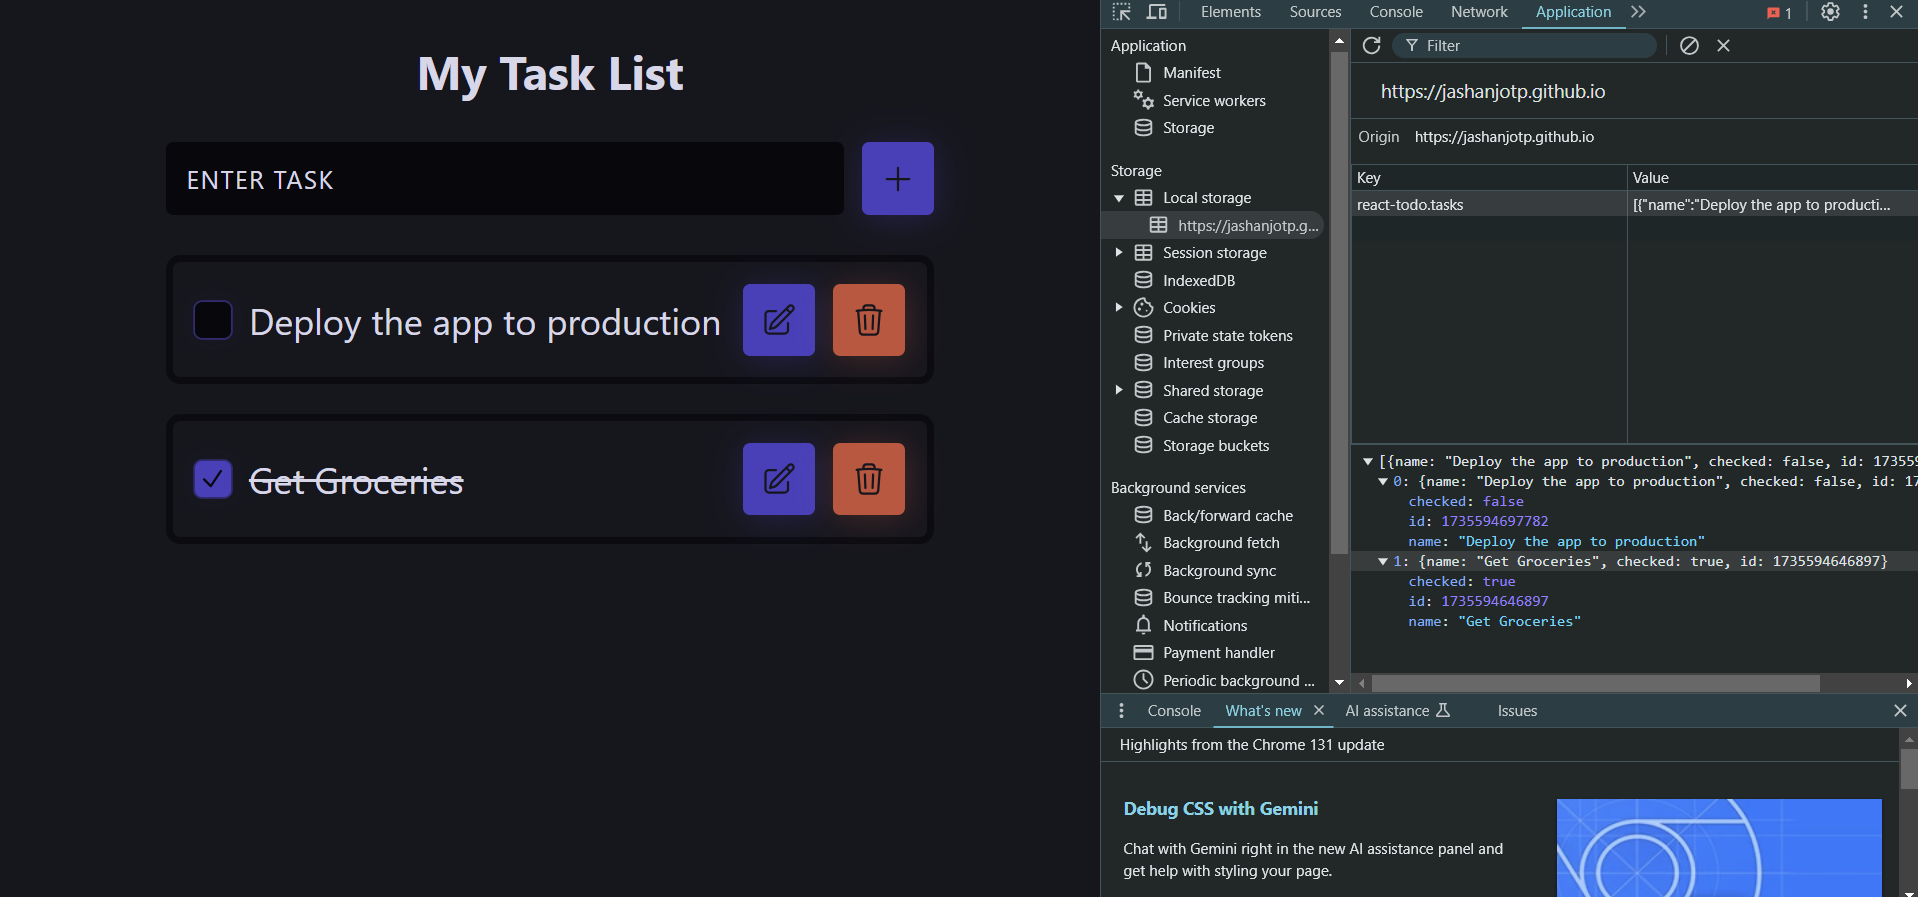 My Task List
ENTER TASK
Deploy the app to production
Get Groceries
Elements Sources Console Network Application 1
Application
Manifest
Service workers
Storage
Storage
Local storage
https://jashanjotp.g...
Session storage
IndexedDB
Cookies
Private state tokens
Interest groups
Shared storage
Cache storage
Storage buckets
Background services
Back/forward cache
Background fetch
Background sync
Bounce tracking miti...
Notifications
Payment handler
Periodic background ...
Filter
https://jashanjotp.github.io
Origin https://jashanjotp.github.io
Key Value
react-todo.tasks [{"name":"Deploy the app to producti...
[{name: "Deploy the app to production", checked: false, id: 17355
0: {name: "Deploy the app to production", checked: false, id: 17
checked: false
id: 1735594697782
name: "Deploy the app to production"
1: {name: "Get Groceries", checked: true, id: 1735594646897}
checked: true
id: 1735594646897
name: "Get Groceries"
Console What's new AI assistance Issues
Highlights from the Chrome 131 update
Debug CSS with Gemini
Chat with Gemini right in the new AI assistance panel and
get help with styling your page.